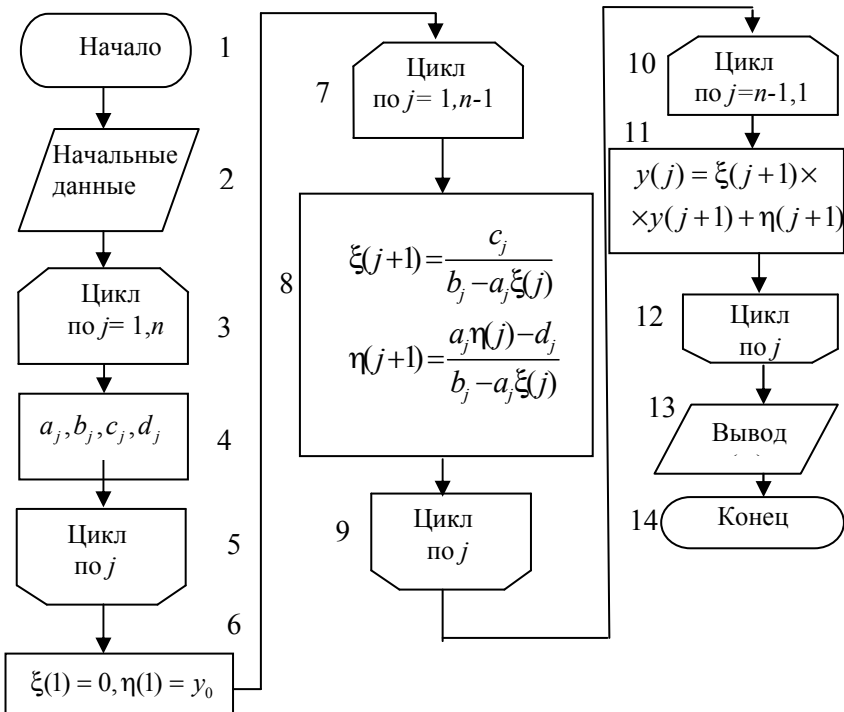 Начало
1
Начальные
данные
2
Цикл
по j= 1,n
3
a_j, b_j, c_j, d_j
4
Цикл
по j
5
6
ξ(1) = 0, η(1) = y_0
7
Цикл
по j= 1,n-1
8
ξ(j+1) = c_j / (b_j − a_j ξ(j))
η(j+1) = (a_j η(j) − d_j) / (b_j − a_j ξ(j))
9
Цикл
по j
10
Цикл
по j=n-1,1
11
y(j) = ξ(j+1)×
×y(j+1) + η(j+1)
12
Цикл
по j
13
Вывод
14
Конец